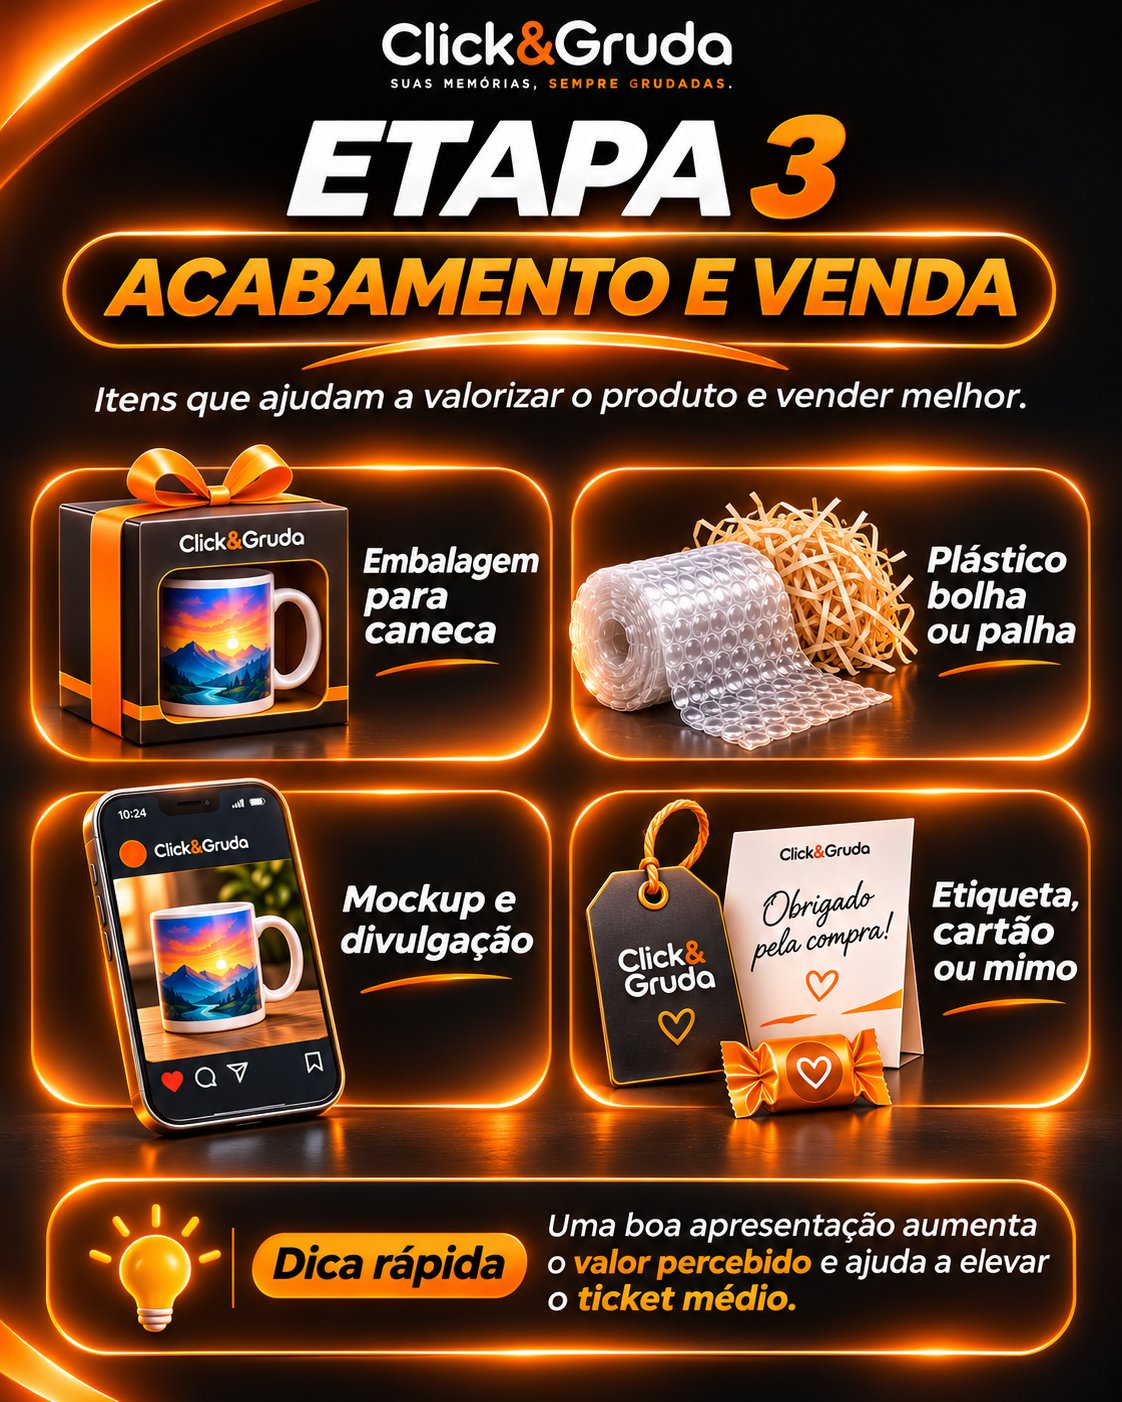 Click&Gruda
SUAS MEMÓRIAS, SEMPRE GRUDADAS.
ETAPA 3
ACABAMENTO E VENDA
Itens que ajudam a valorizar o produto e vender melhor.
Click&Gruda
Embalagem
para
caneca
Plástico
bolha
ou palha
10:24
Click&Gruda
Mockup e
divulgação
Click&
Gruda
Click&Gruda
Obrigado
pela compra!
Etiqueta,
cartão
ou mimo
Dica rápida
Uma boa apresentação aumenta
o valor percebido e ajuda a elevar
o ticket médio.